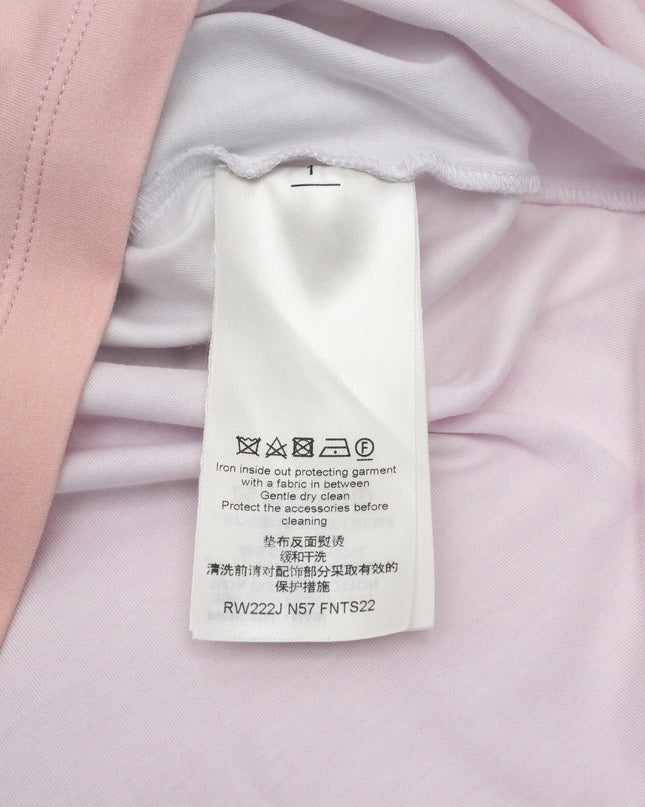 1
Iron inside out protecting garment
with a fabric in between
Gentle dry clean
Protect the accessories before
cleaning
垫布反面熨烫
缓和干洗
清洗前请对配饰部分采取有效的
保护措施
RW222J N57 FNTS22